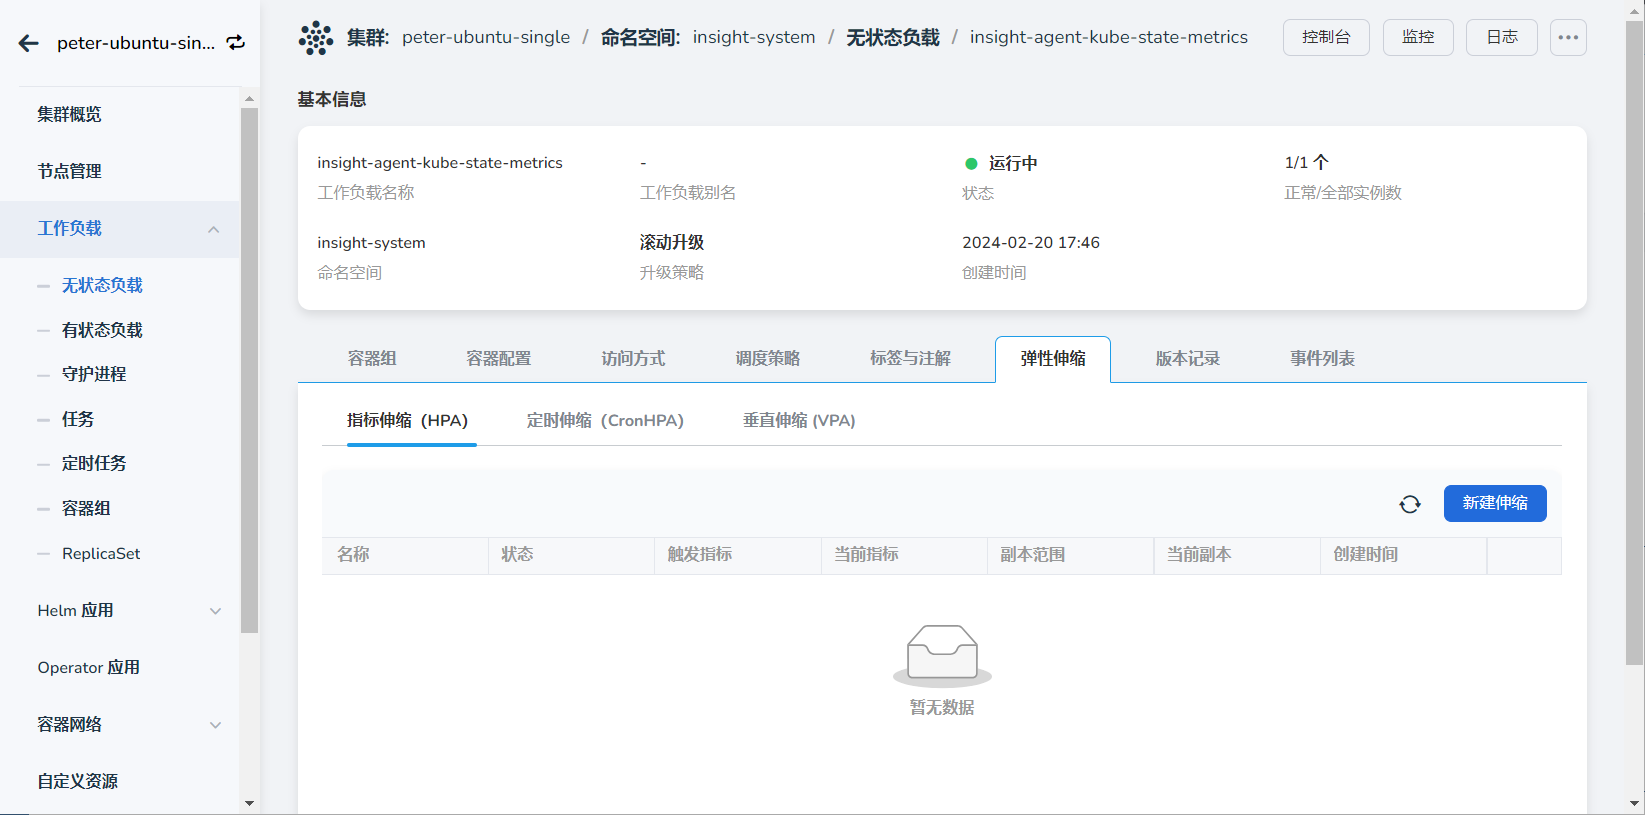 peter-ubuntu-sin...
集群: peter-ubuntu-single / 命名空间: insight-system / 无状态负载 / insight-agent-kube-state-metrics
控制台
监控
日志
集群概览
节点管理
工作负载
无状态负载
有状态负载
守护进程
任务
定时任务
容器组
ReplicaSet
Helm 应用
Operator 应用
容器网络
自定义资源
基本信息
insight-agent-kube-state-metrics
工作负载名称
-
工作负载别名
运行中
状态
1/1 个
正常/全部实例数
insight-system
命名空间
滚动升级
升级策略
2024-02-20 17:46
创建时间
容器组
容器配置
访问方式
调度策略
标签与注解
弹性伸缩
版本记录
事件列表
指标伸缩（HPA）
定时伸缩（CronHPA）
垂直伸缩 (VPA)
新建伸缩
名称
状态
触发指标
当前指标
副本范围
当前副本
创建时间
暂无数据